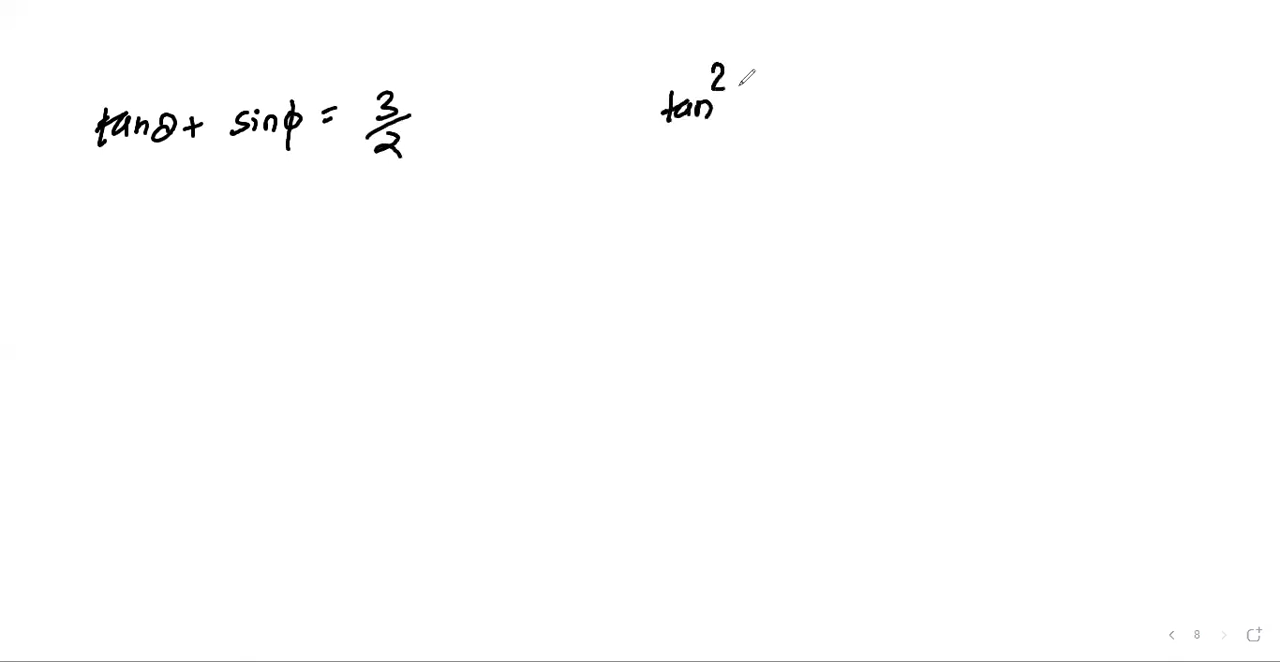 tanθ + sinϕ = 3/2
tan²
8